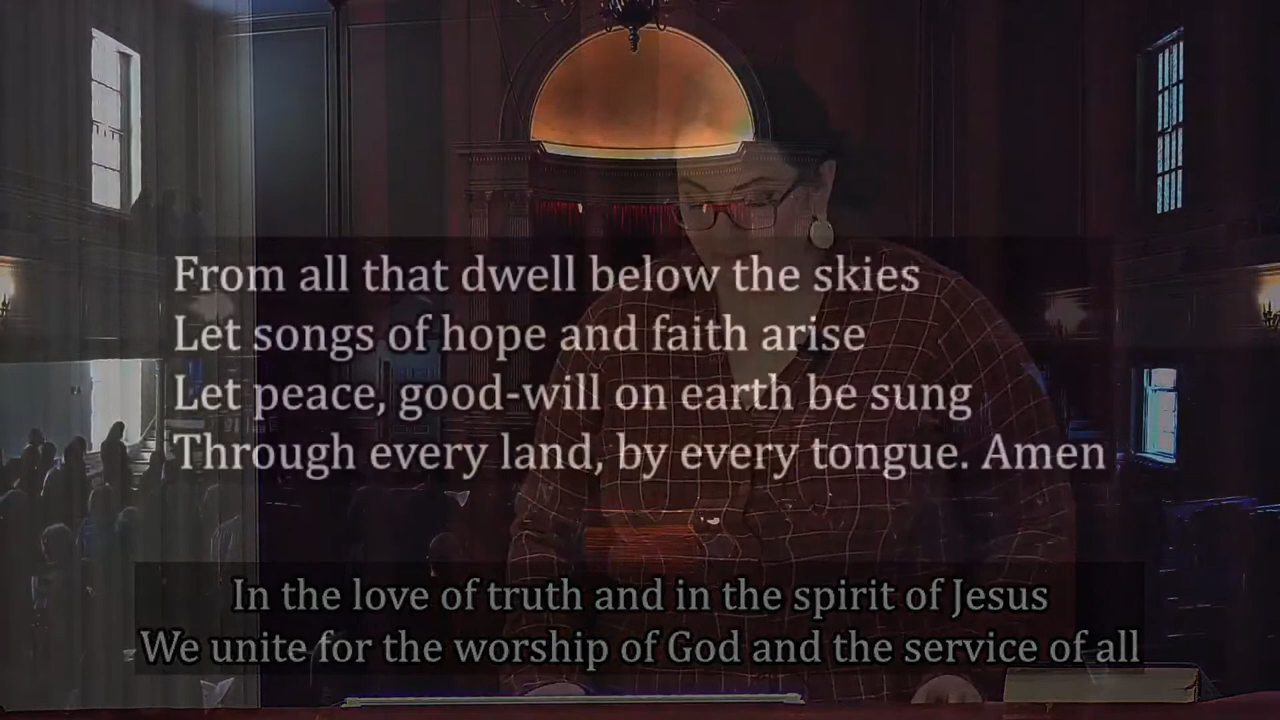 From all that dwell below the skies
Let songs of hope and faith arise
Let peace, good-will on earth be sung
Through every land, by every tongue. Amen
In the love of truth and in the spirit of Jesus
We unite for the worship of God and the service of all